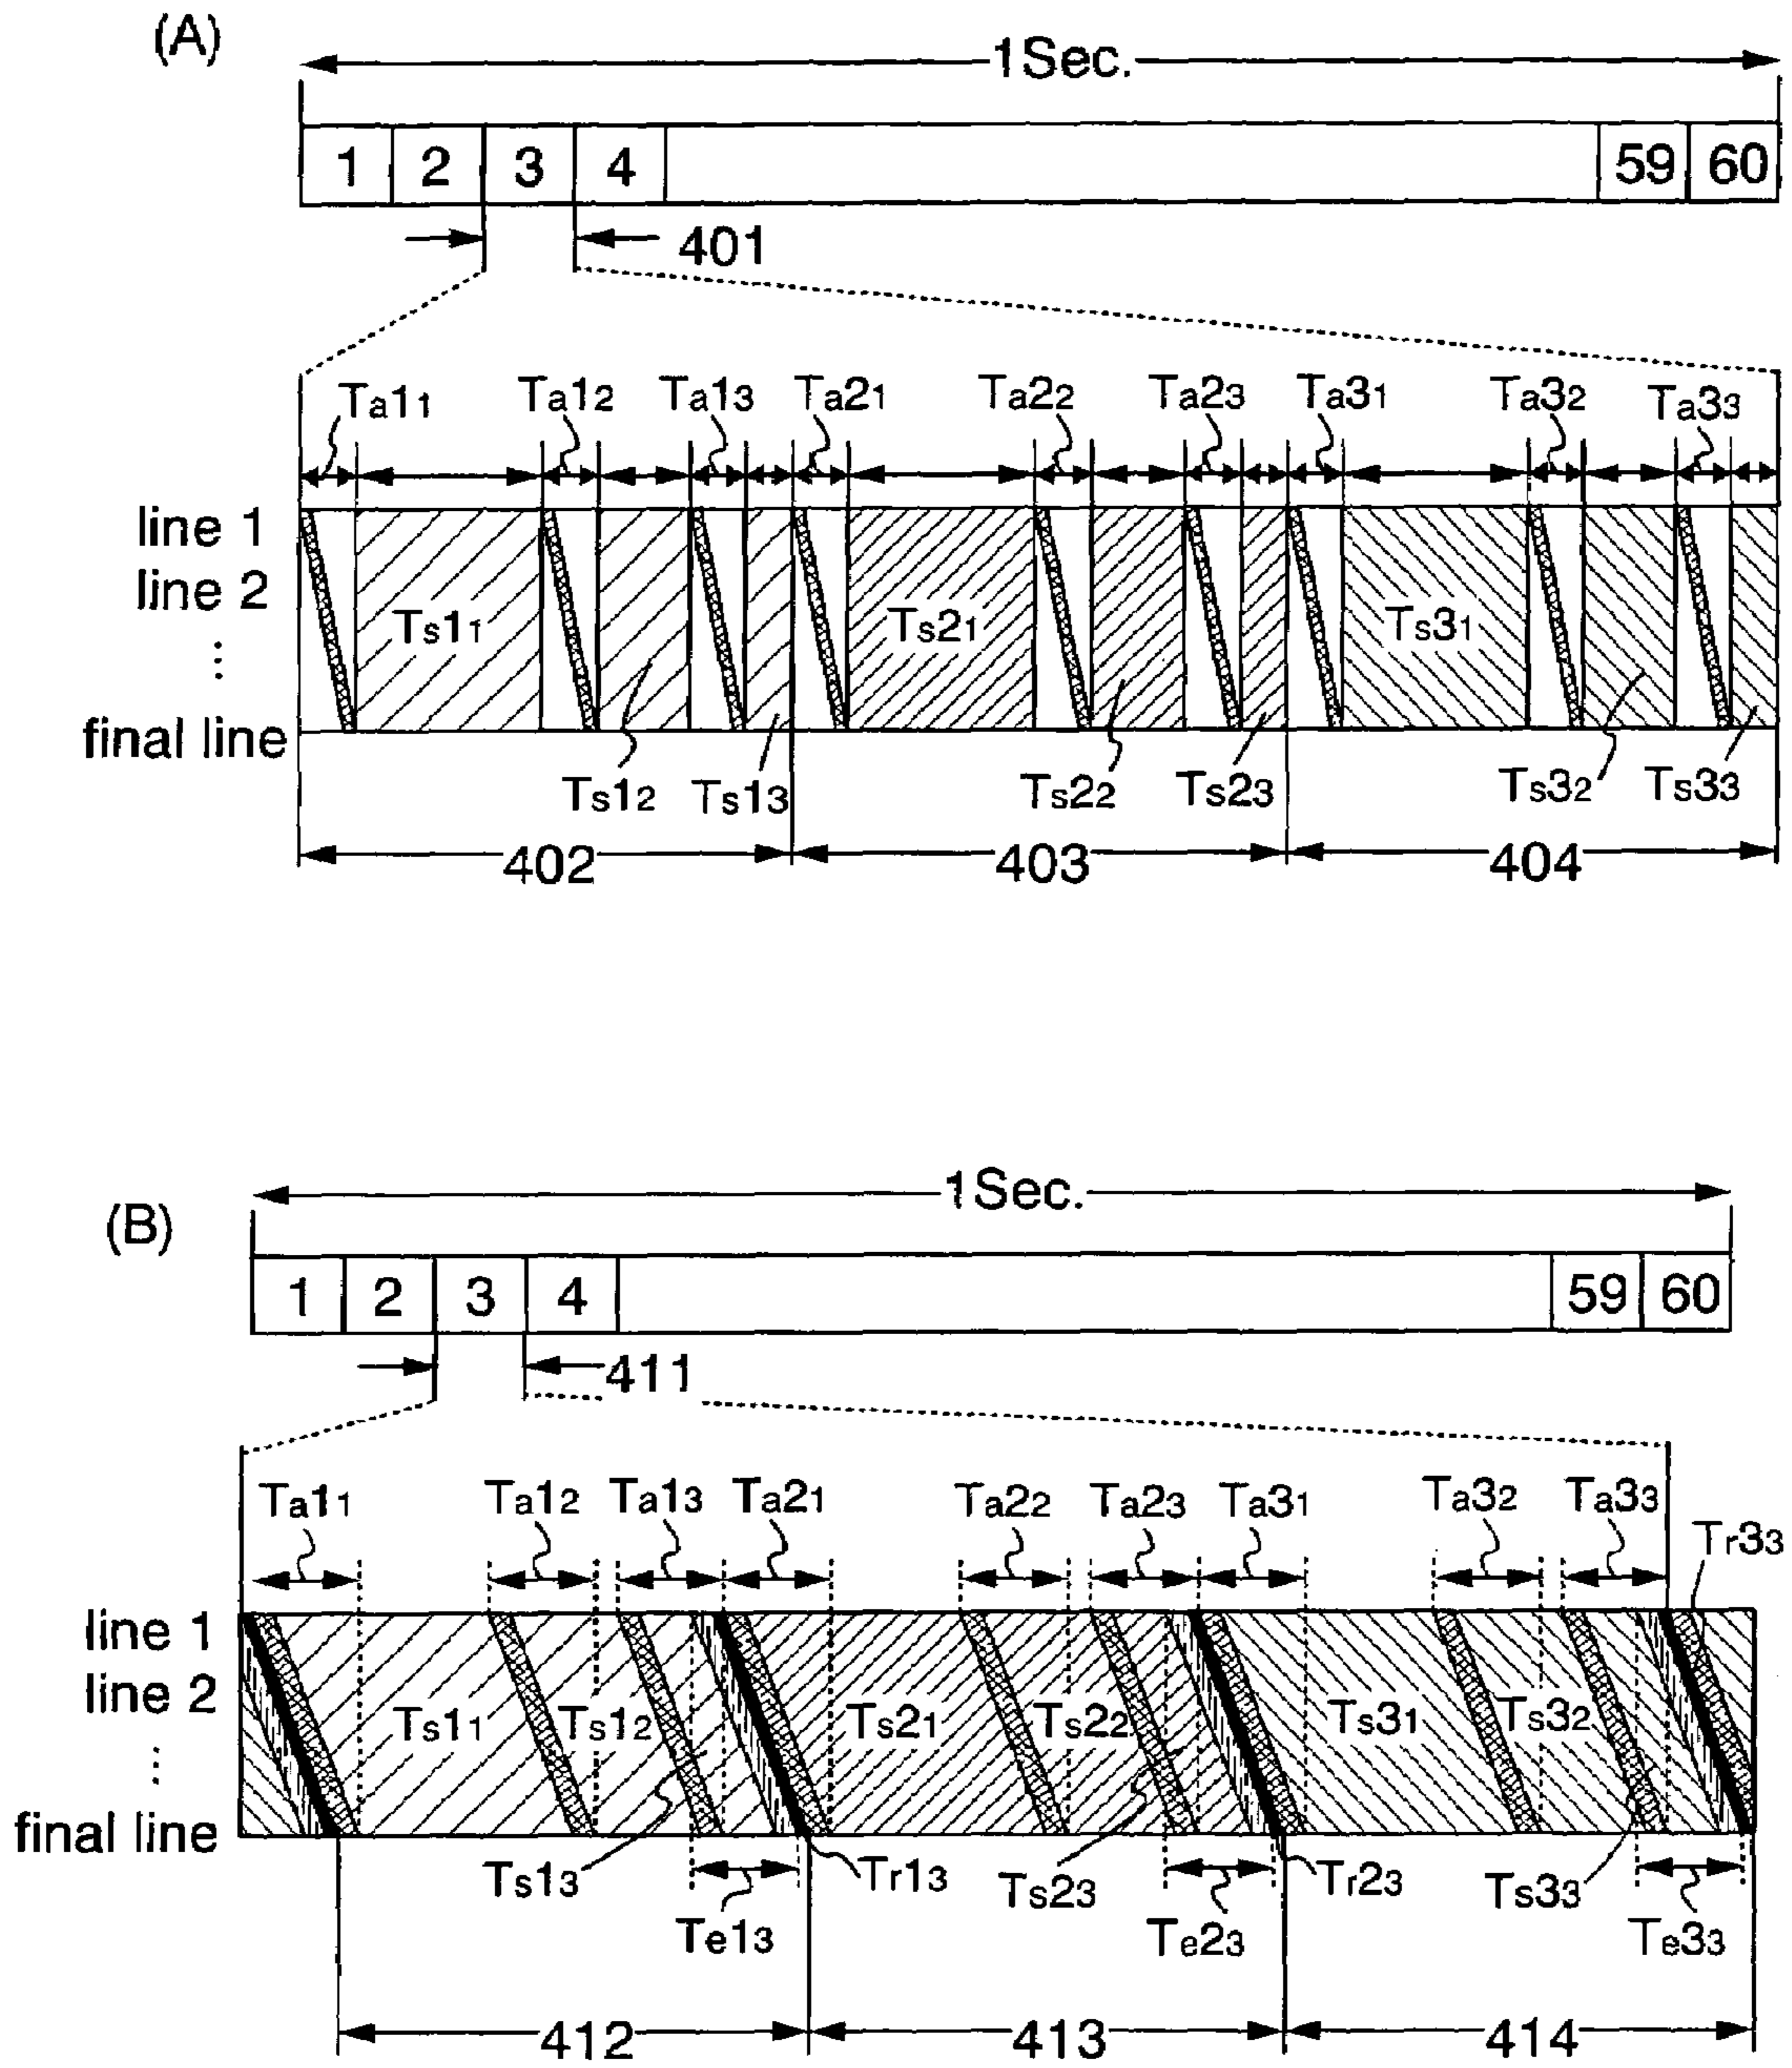 (A)
1Sec.
1 2 3 4 59 60
401
Ta11 Ta12 Ta13 Ta21 Ta22 Ta23 Ta31 Ta32 Ta33
line 1
line 2
Ts11 Ts21 Ts31
⋮
final line
Ts12 Ts13 Ts22 Ts23 Ts32 Ts33
402 403 404
(B)
1Sec.
1 2 3 4 59 60
411
Ta11 Ta12 Ta13 Ta21 Ta22 Ta23 Ta31 Ta32 Ta33
Tr33
line 1
line 2
Ts11 Ts12 Ts21 Ts22 Ts31 Ts32
⋮
final line
Ts13 Tr13 Ts23 Tr23 Ts33
Te13 Te23 Te33
412 413 414